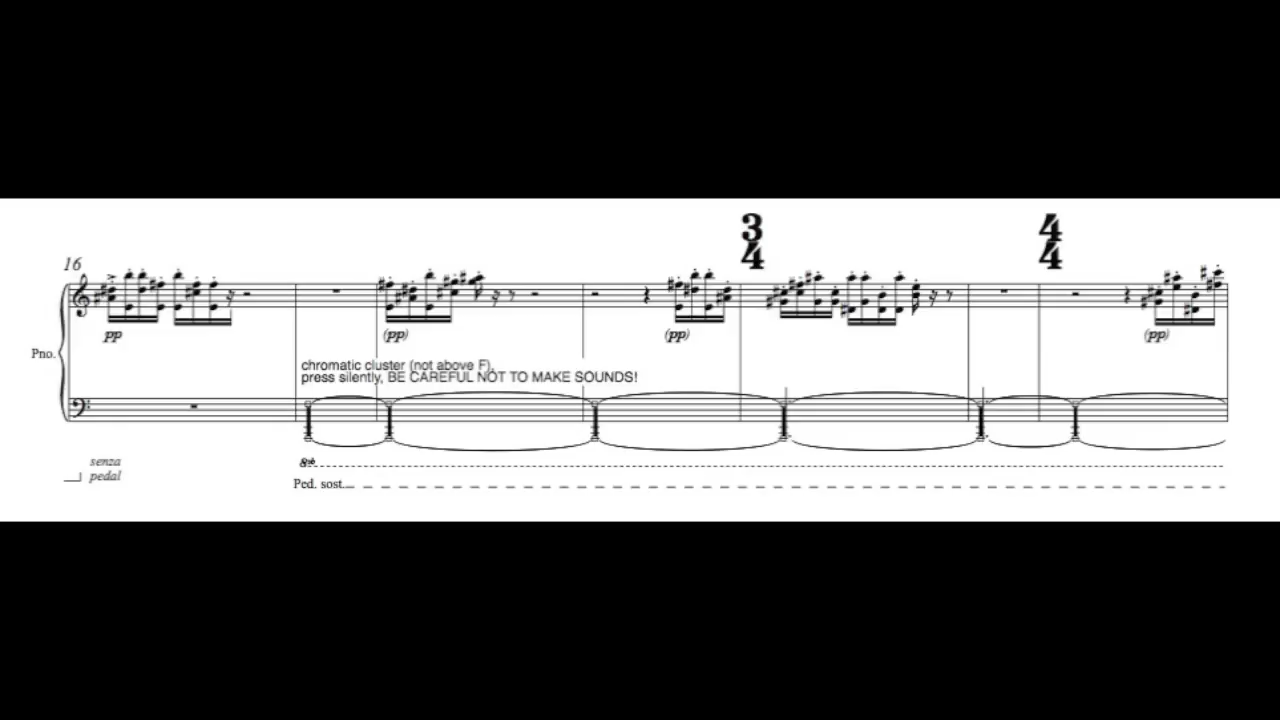 3
4
4
4
16
pp
(pp)
(pp)
(pp)
Pno.
chromatic cluster (not above F),
press silently, BE CAREFUL NOT TO MAKE SOUNDS!
senza
pedal
8vb
Ped. sost.